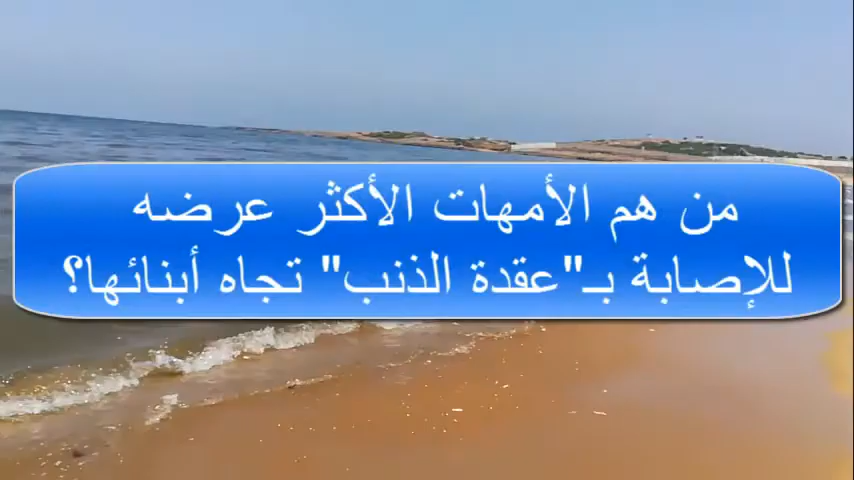 من هم الأمهات الأكثر عرضه
للإصابة بـ"عقدة الذنب" تجاه أبنائها؟